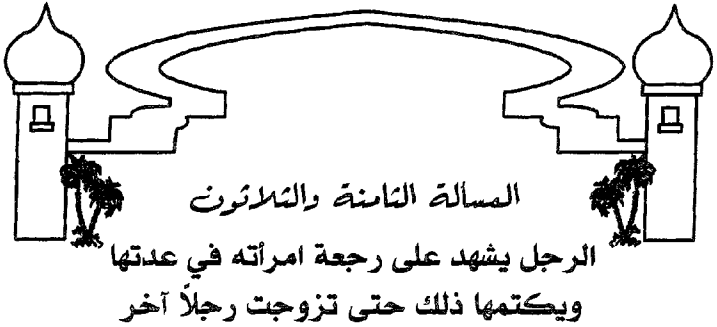 المسألة الثامنة والثلاثون
الرجل يشهد على رجعة امرأته في عدتها
ويكتمها ذلك حتى تزوجت رجلاً آخر